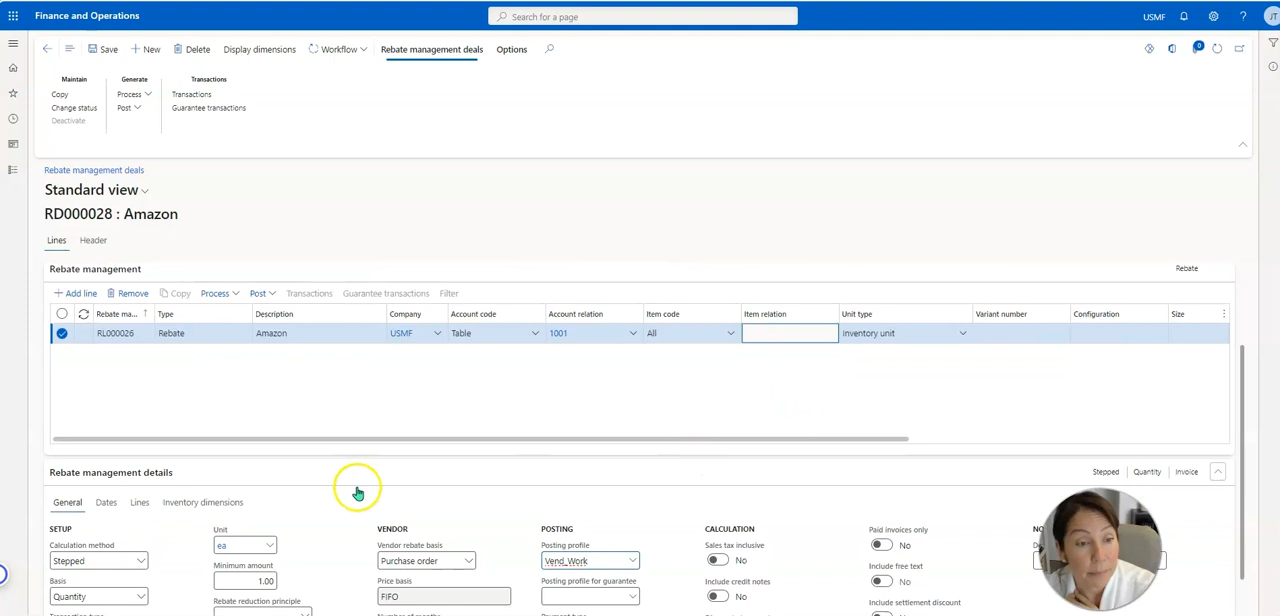 Finance and Operations
Search for a page
USMF
JT
Save
New
Delete
Display dimensions
Workflow
Rebate management deals
Options
0
Maintain
Generate
Transactions
Copy
Process
Transactions
Change status
Post
Guarantee transactions
Deactivate
Rebate management deals
Standard view
RD000028 : Amazon
Lines
Header
Rebate management
Rebate
Add line
Remove
Copy
Process
Post
Transactions
Guarantee transactions
Filter
Rebate ma...
Type
Description
Company
Account code
Account relation
Item code
Item relation
Unit type
Variant number
Configuration
Size
RL000026
Rebate
Amazon
USMF
Table
1001
All
Inventory unit
Rebate management details
Stepped
Quantity
Invoice
General
Dates
Lines
Inventory dimensions
SETUP
Calculation method
Stepped
Basis
Quantity
Unit
ea
Minimum amount
1.00
Rebate reduction principle
VENDOR
Vendor rebate basis
Purchase order
Price basis
FIFO
POSTING
Posting profile
Vend_Work
Posting profile for guarantee
CALCULATION
Sales tax inclusive
No
Include credit notes
No
Paid invoices only
No
Include free text
No
Include settlement discount